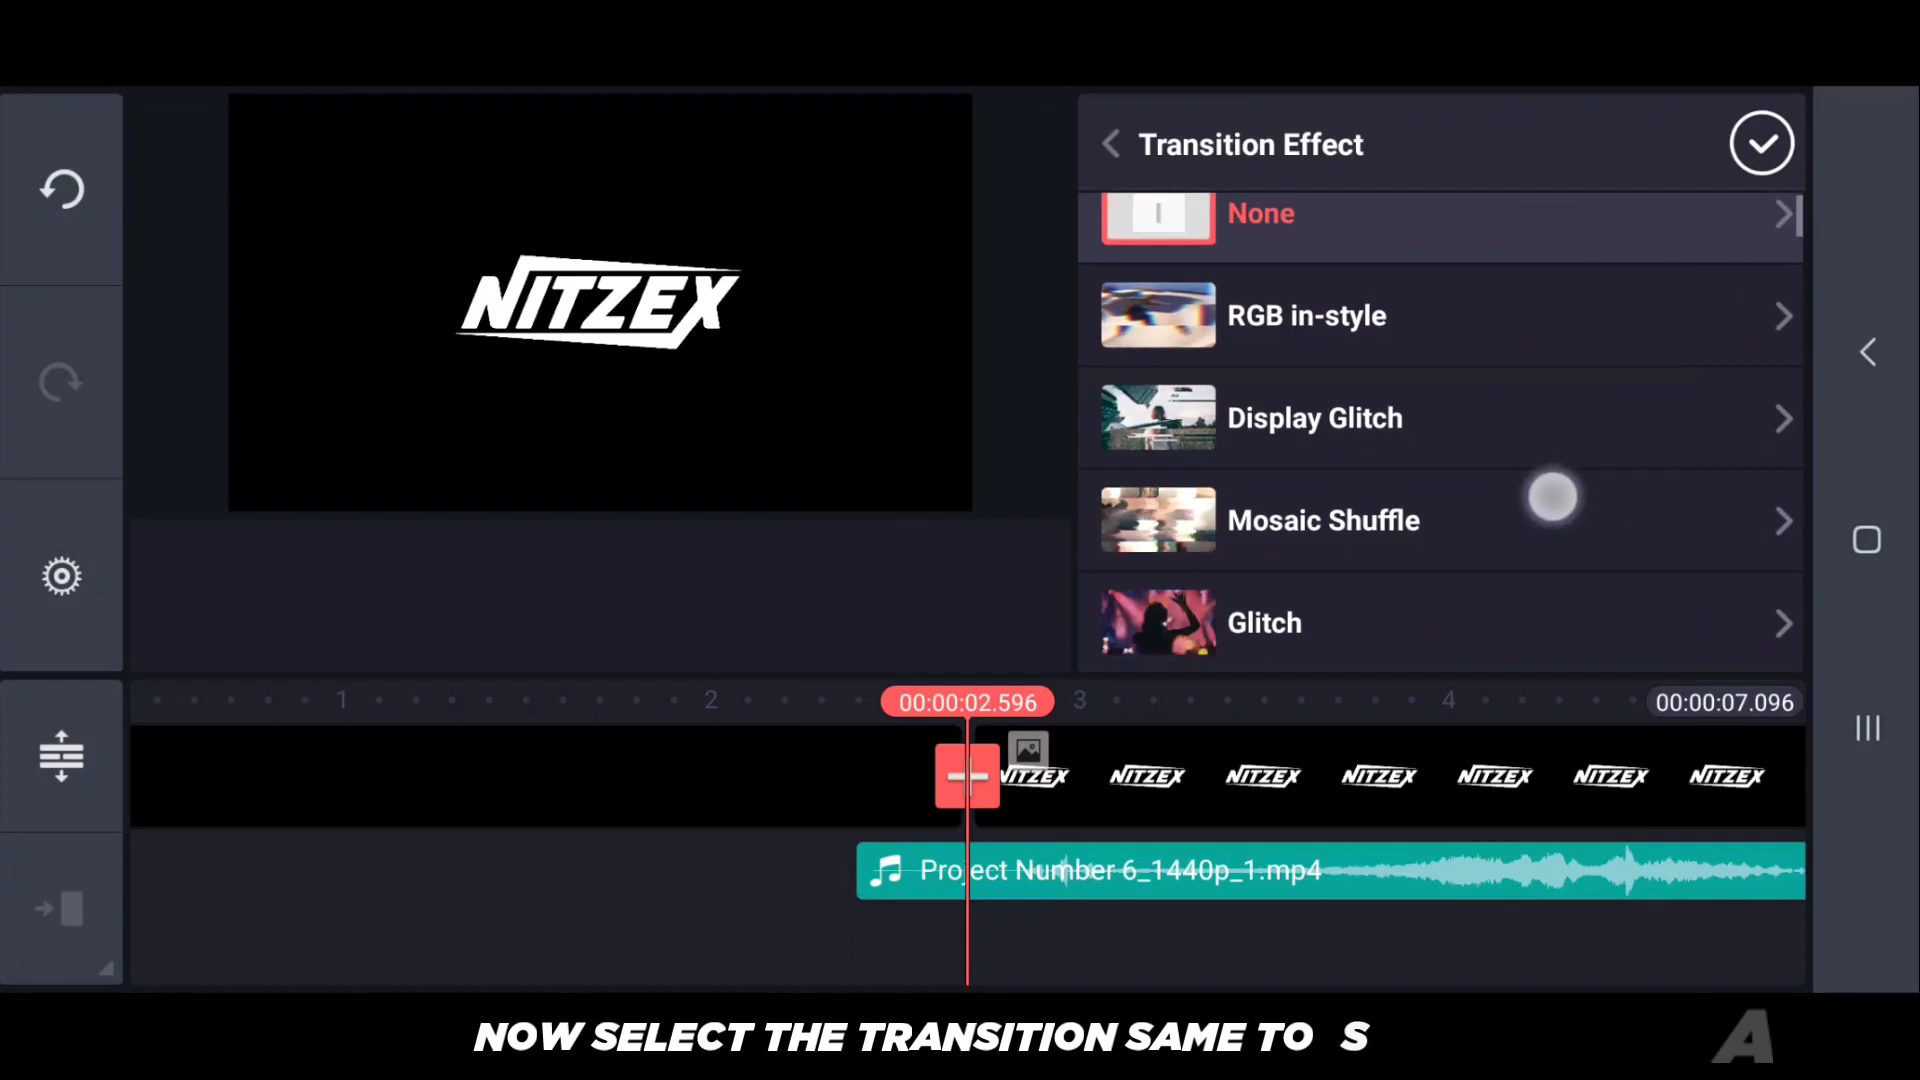 Transition Effect
None
NITZEX
RGB in-style
Display Glitch
Mosaic Shuffle
Glitch
1
2
00:00:02.596
3
4
00:00:07.096
NITZEX NITZEX NITZEX NITZEX NITZEX NITZEX NITZEX
Project Number 6_1440p_1.mp4
NOW SELECT THE TRANSITION SAME TO S
A